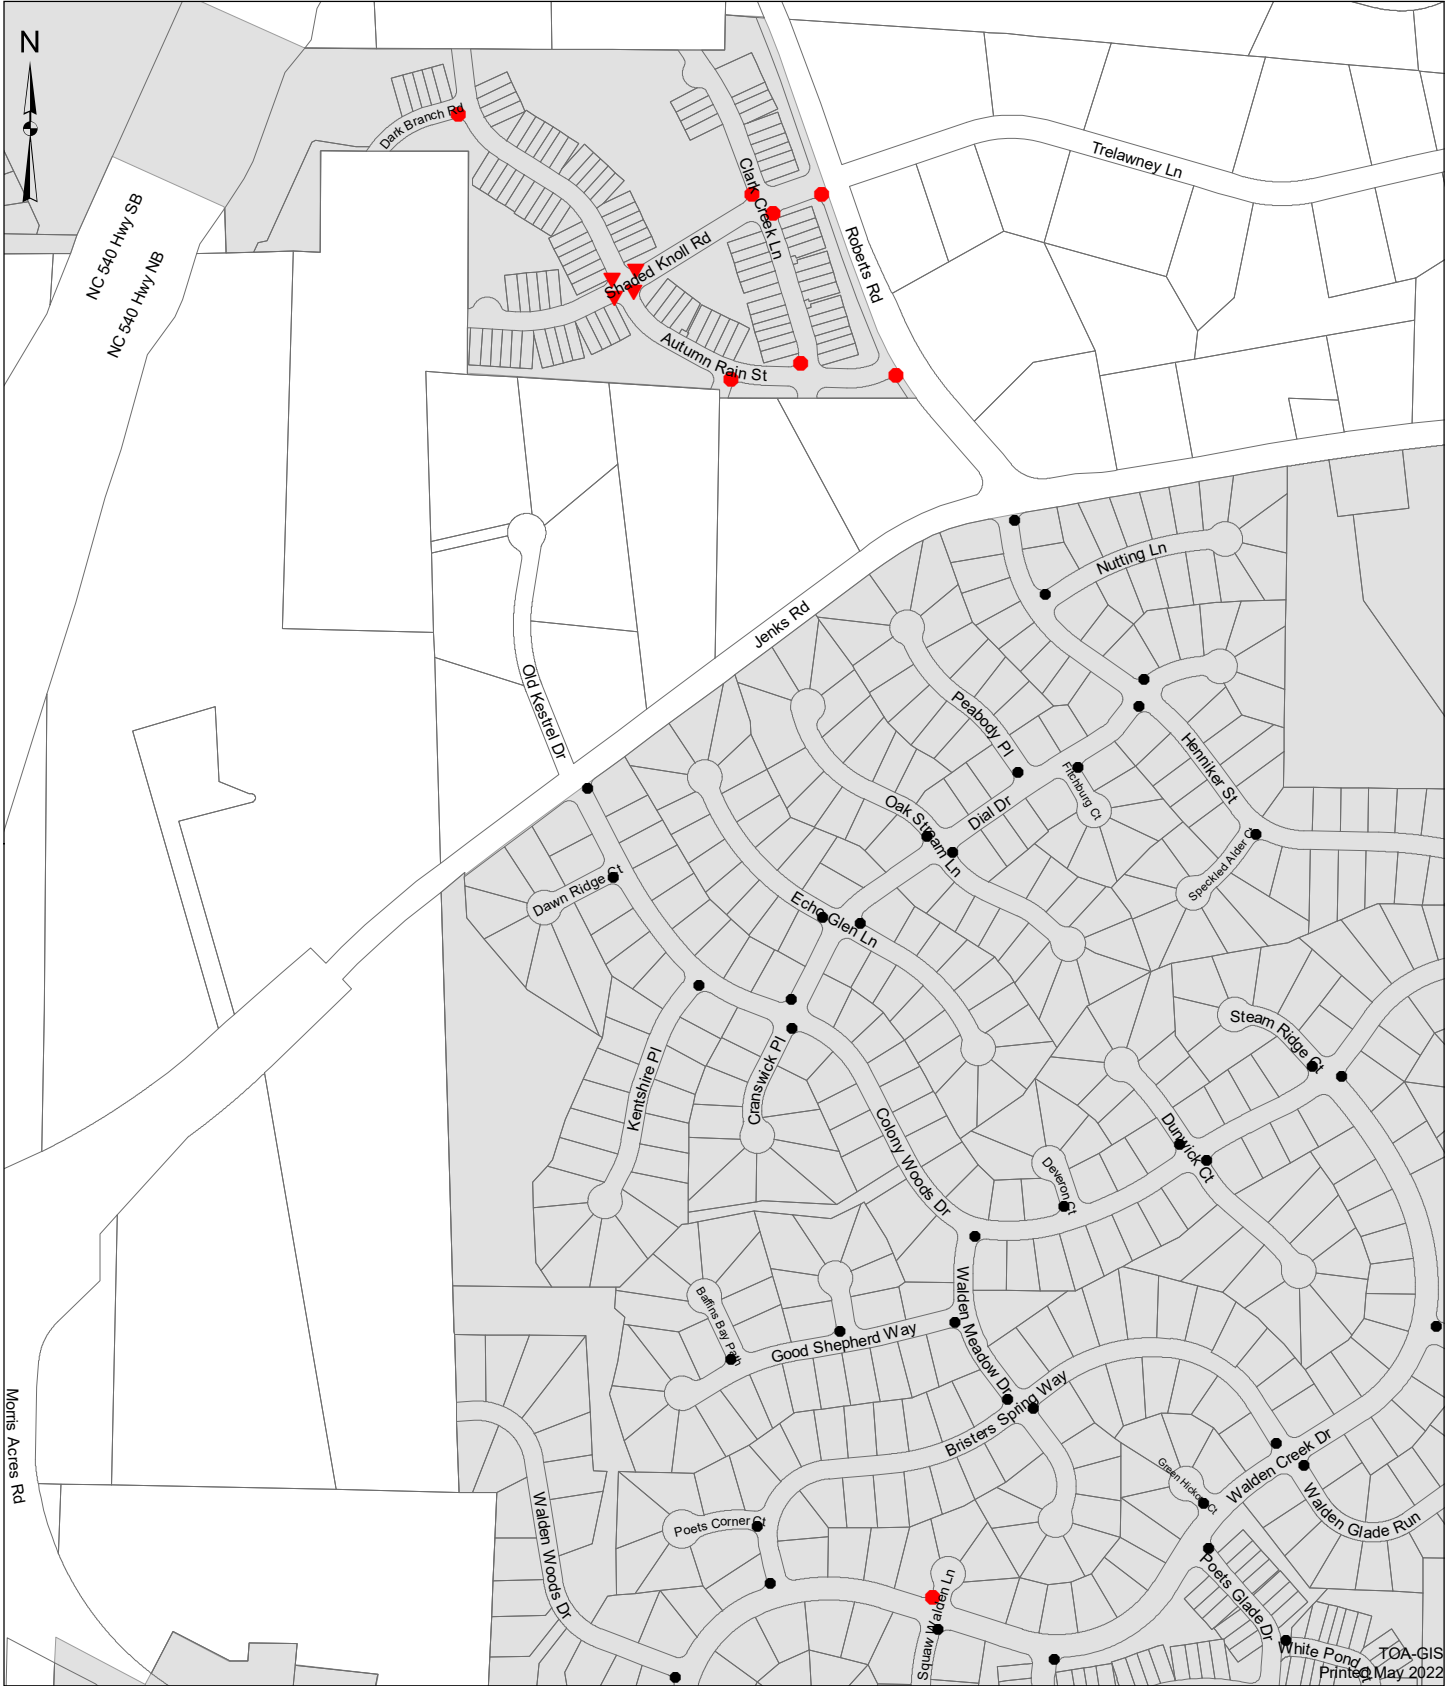 N
Dark Branch Rd
Trelawney Ln
Clark Creek Ln
NC 540 Hwy SB
NC 540 Hwy NB
Shaded Knoll Rd
Roberts Rd
Autumn Rain St
Nutting Ln
Jenks Rd
Old Kestrel Dr
Peabody Pl
Henniker St
Fitchburg Ct
Oak Stream Ln
Dial Dr
Speckled Alder C
Dawn Ridge Ct
Echo Glen Ln
Steam Ridge Ct
Kentshire Pl
Cranswick Pl
Colony Woods Dr
Dunwick Ct
Deveron Ct
Walden Meadow Dr
Baffins Bay Path
Good Shepherd Way
Bristers Spring Way
Morris Acres Rd
Walden Creek Dr
Green Hickory Ct
Walden Glade Run
Walden Woods Dr
Poets Corner Ct
Poets Glade Dr
Squaw Walden Ln
White Pond Ct
TOA-GIS
Printed May 2022